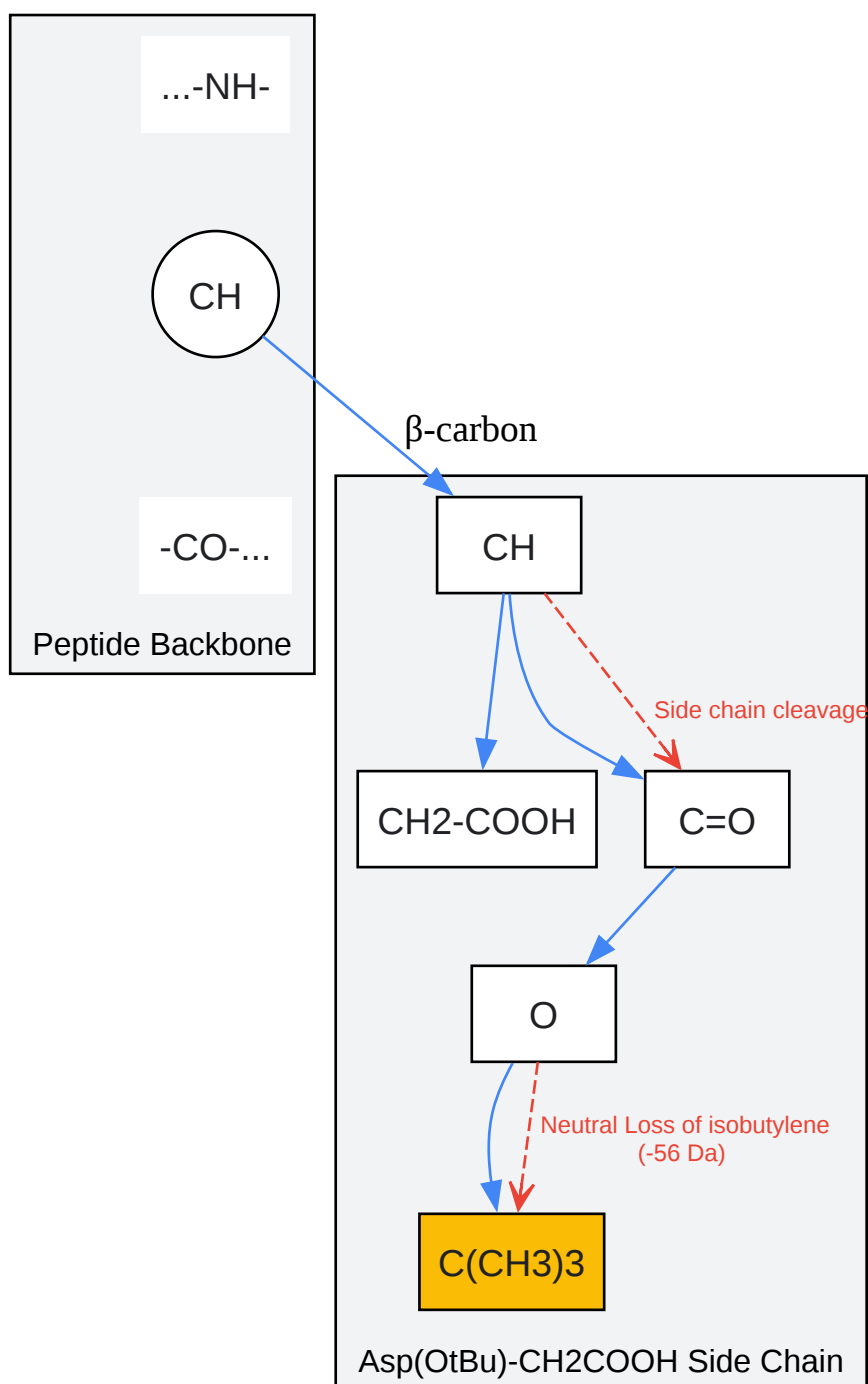 ...-NH-
CH
β-carbon
-CO-...
CH
Peptide Backbone
Side chain cleavage
CH2-COOH
C=O
O
Neutral Loss of isobutylene
(-56 Da)
C(CH3)3
Asp(OtBu)-CH2COOH Side Chain